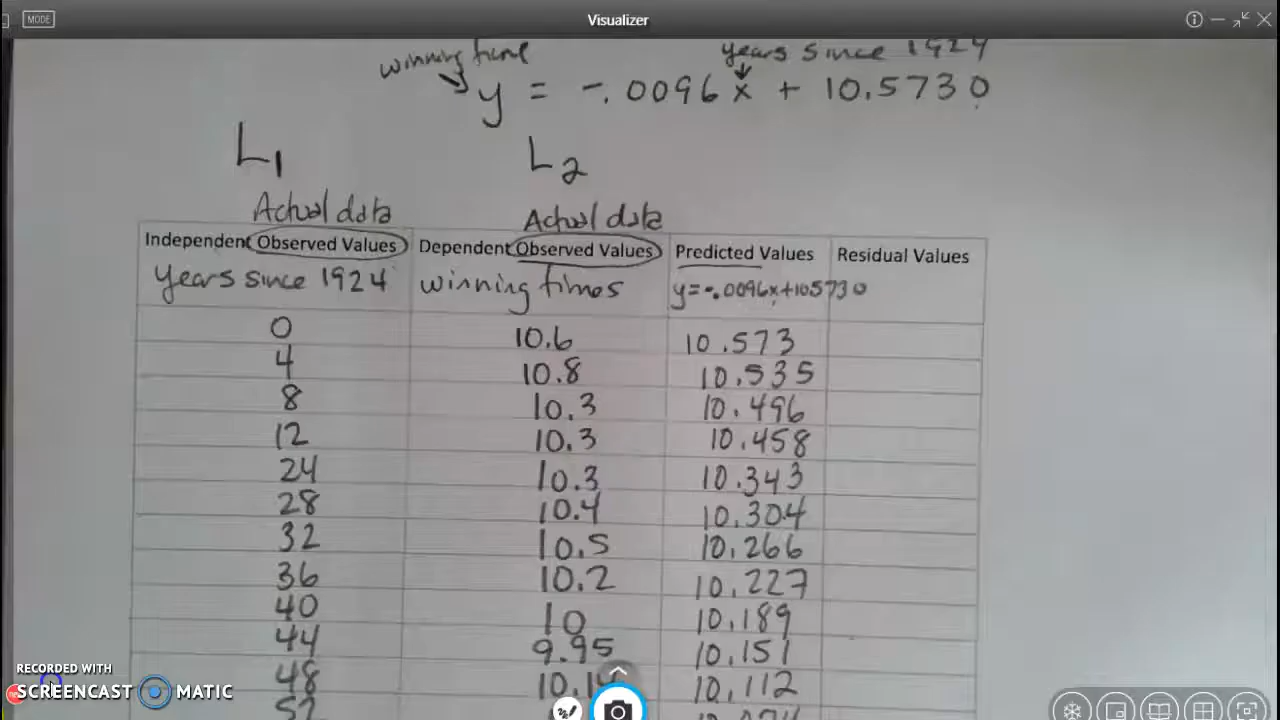 MODE
Visualizer
winning time
years since 1924
y = -.0096x + 10.5730
L1 L2
Actual data Actual data
Independent Observed Values Dependent Observed Values Predicted Values Residual Values
years since 1924 winning times y=-.0096x+10.5730
0 10.6 10.573
4 10.8 10.535
8 10.3 10.496
12 10.3 10.458
24 10.3 10.343
28 10.4 10.304
32 10.5 10.266
36 10.2 10.227
40 10 10.189
44 9.95 10.151
48 10.14 10.112
52
RECORDED WITH
SCREENCAST MATIC